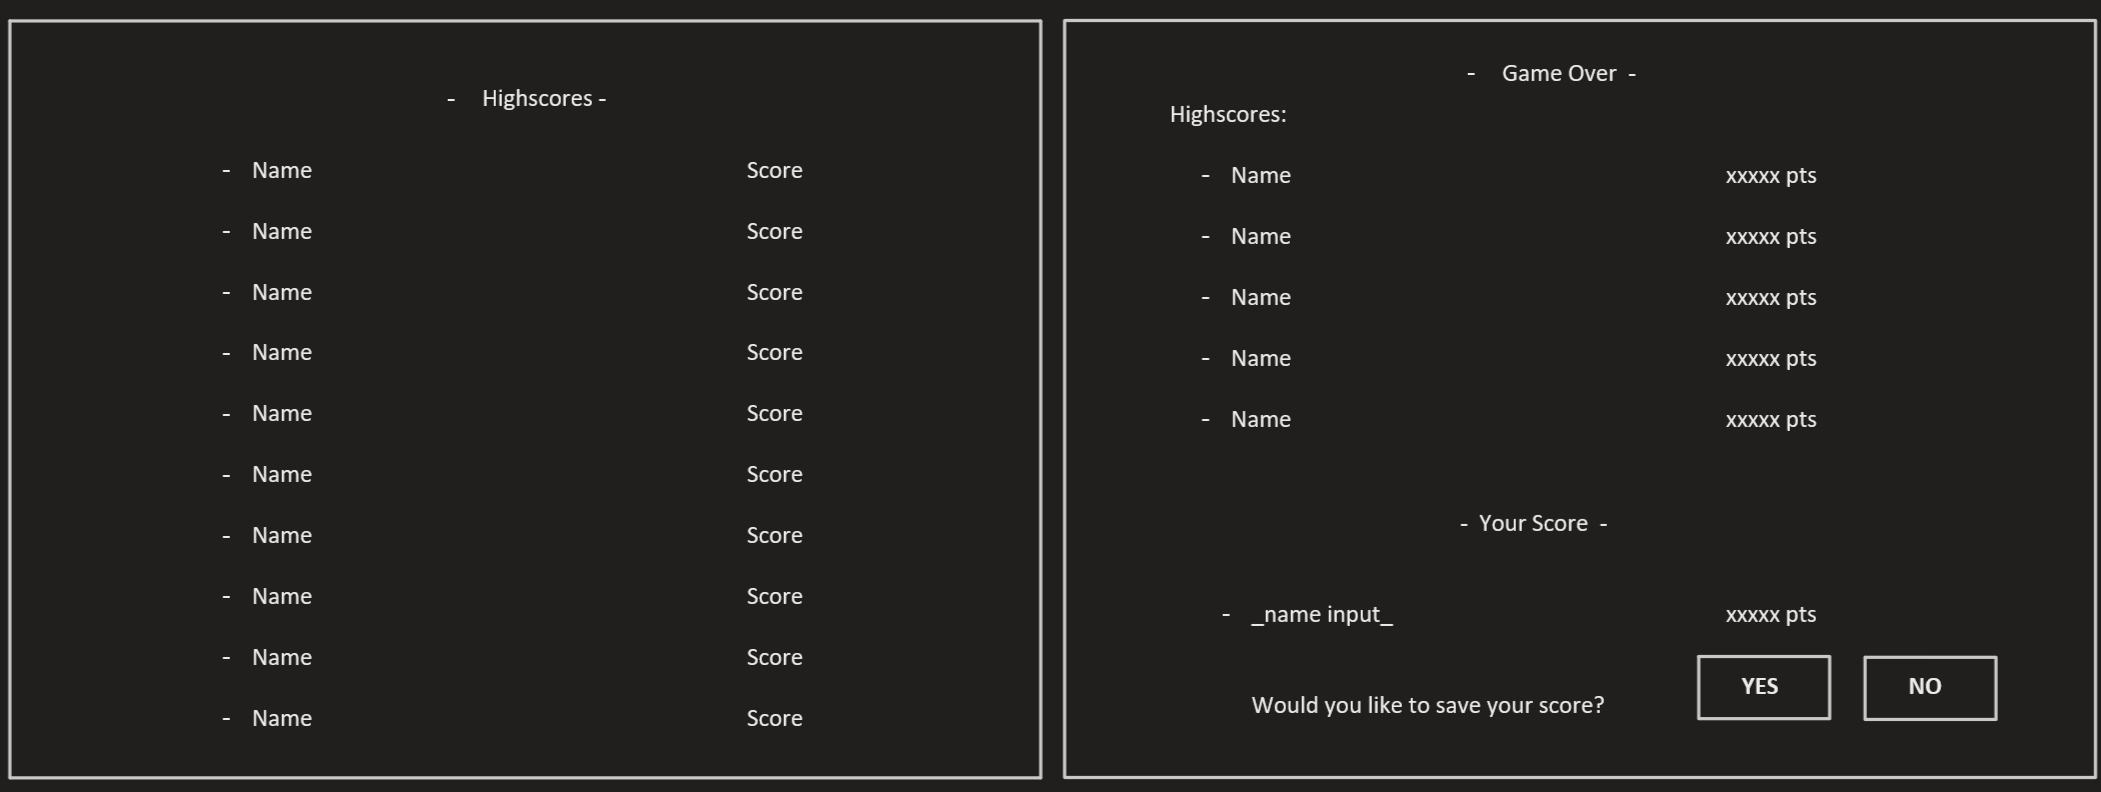 - Highscores -
- Name Score
- Name Score
- Name Score
- Name Score
- Name Score
- Name Score
- Name Score
- Name Score
- Name Score
- Name Score
- Game Over -
Highscores:
- Name xxxxx pts
- Name xxxxx pts
- Name xxxxx pts
- Name xxxxx pts
- Name xxxxx pts
- Your Score -
- _name input_ xxxxx pts
Would you like to save your score? YES NO